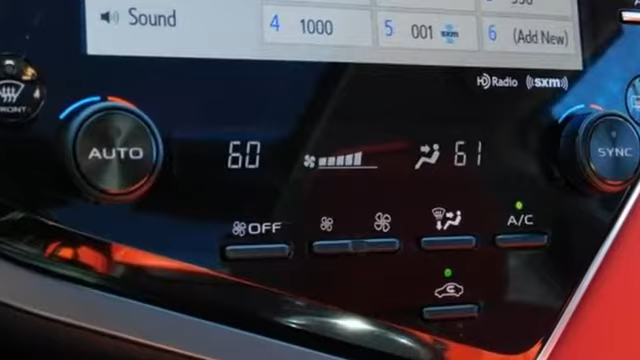 Sound
4 1000
5 001 sxm
6 (Add New)
HD Radio ((sxm))
FRONT
AUTO
60
61
SYNC
OFF
A/C